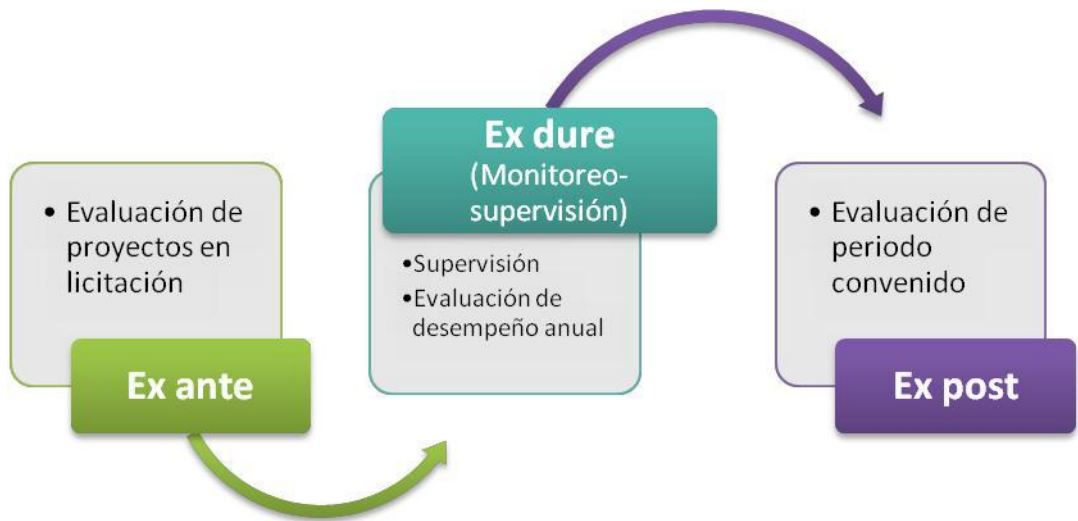 • Evaluación de
proyectos en
licitación
Ex ante
Ex dure
(Monitoreo-
supervisión)
•Supervisión
•Evaluación de
desempeño anual
• Evaluación de
periodo
convenido
Ex post